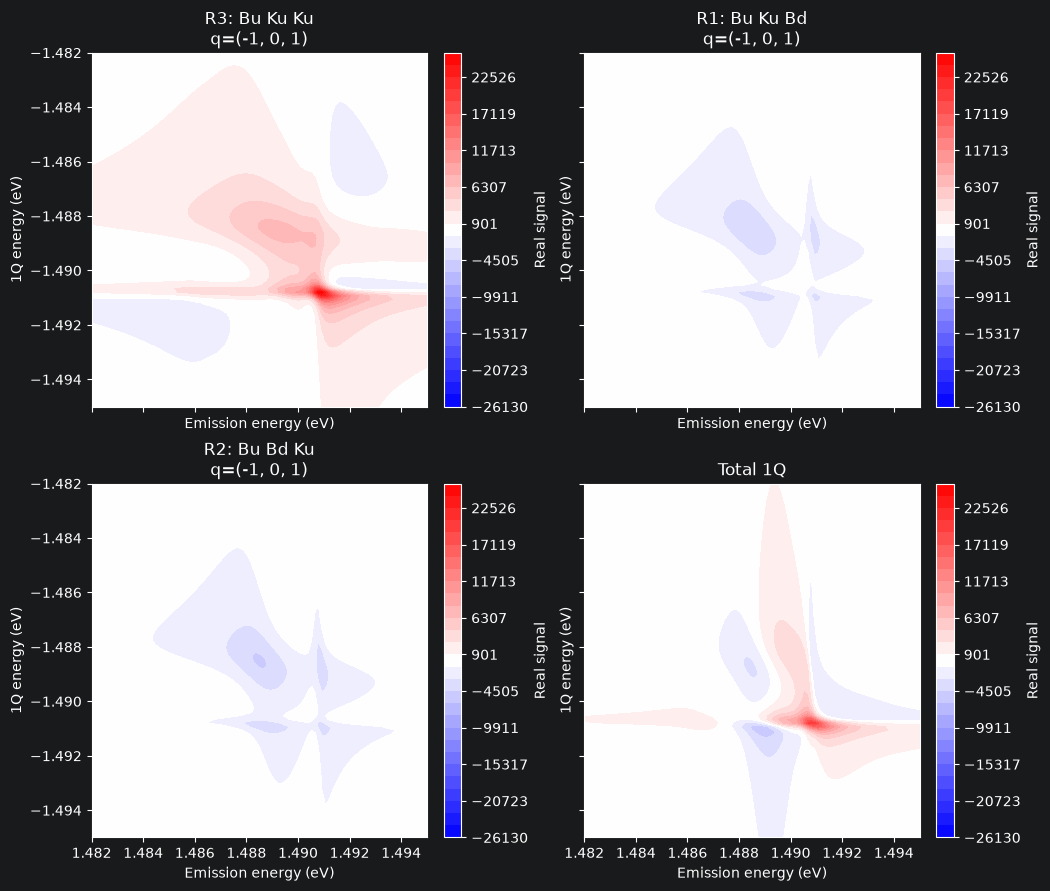 R3: Bu Ku Ku
q=(-1, 0, 1)
−1.482
−1.484
−1.486
−1.488
−1.490
−1.492
−1.494
1Q energy (eV)
Emission energy (eV)
22526
17119
11713
6307
901
−4505
−9911
−15317
−20723
−26130
Real signal
R1: Bu Ku Bd
q=(-1, 0, 1)
1Q energy (eV)
Emission energy (eV)
22526
17119
11713
6307
901
−4505
−9911
−15317
−20723
−26130
Real signal
R2: Bu Bd Ku
q=(-1, 0, 1)
−1.482
−1.484
−1.486
−1.488
−1.490
−1.492
−1.494
1Q energy (eV)
1.482 1.484 1.486 1.488 1.490 1.492 1.494
Emission energy (eV)
22526
17119
11713
6307
901
−4505
−9911
−15317
−20723
−26130
Real signal
Total 1Q
1Q energy (eV)
1.482 1.484 1.486 1.488 1.490 1.492 1.494
Emission energy (eV)
22526
17119
11713
6307
901
−4505
−9911
−15317
−20723
−26130
Real signal